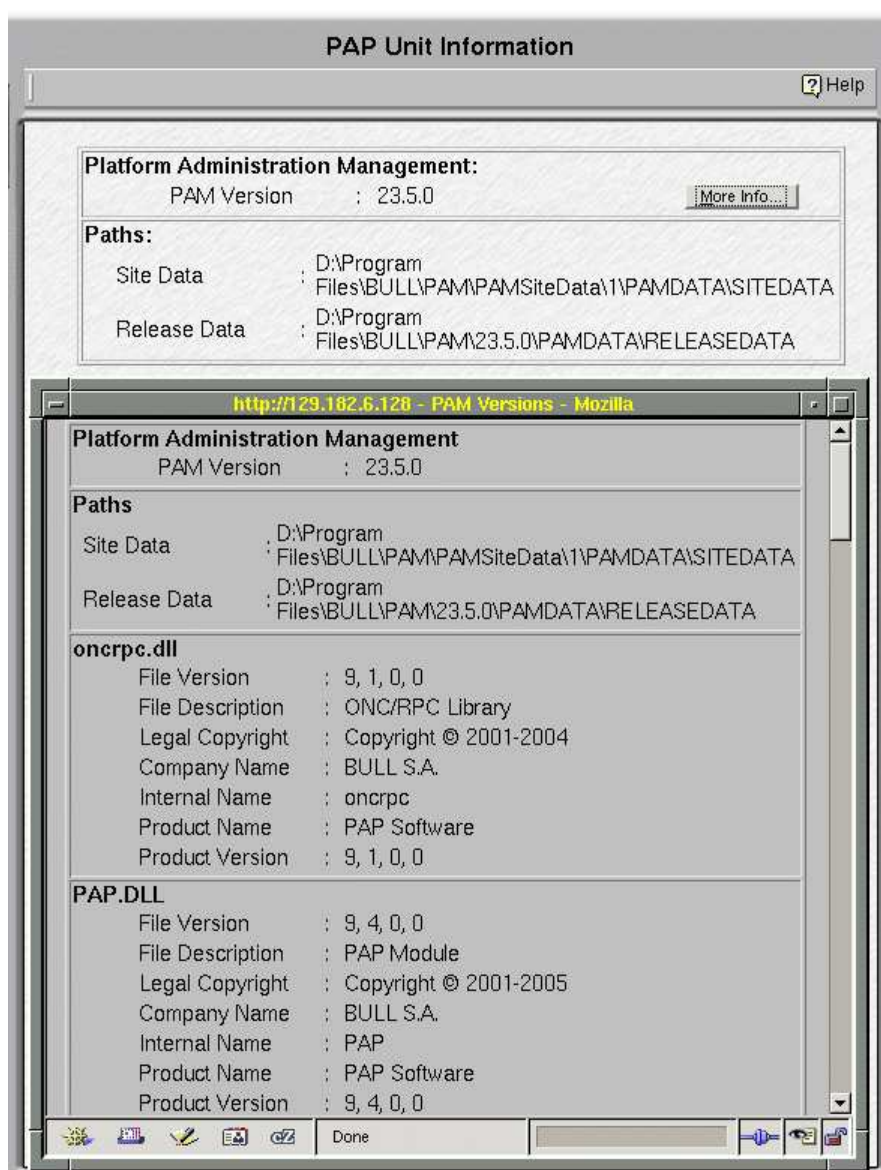 PAP Unit Information
Help
Platform Administration Management:
PAM Version : 23.5.0 More Info...
Paths:
Site Data : D:\Program
Files\BULL\PAM\PAMSiteData\1\PAMDATA\SITEDATA
Release Data : D:\Program
Files\BULL\PAM\23.5.0\PAMDATA\RELEASEDATA
http://129.182.6.128 - PAM Versions - Mozilla
Platform Administration Management
PAM Version : 23.5.0
Paths
Site Data : D:\Program
Files\BULL\PAM\PAMSiteData\1\PAMDATA\SITEDATA
Release Data : D:\Program
Files\BULL\PAM\23.5.0\PAMDATA\RELEASEDATA
oncrpc.dll
File Version : 9, 1, 0, 0
File Description : ONC/RPC Library
Legal Copyright : Copyright © 2001-2004
Company Name : BULL S.A.
Internal Name : oncrpc
Product Name : PAP Software
Product Version : 9, 1, 0, 0
PAP.DLL
File Version : 9, 4, 0, 0
File Description : PAP Module
Legal Copyright : Copyright © 2001-2005
Company Name : BULL S.A.
Internal Name : PAP
Product Name : PAP Software
Product Version : 9, 4, 0, 0
Done